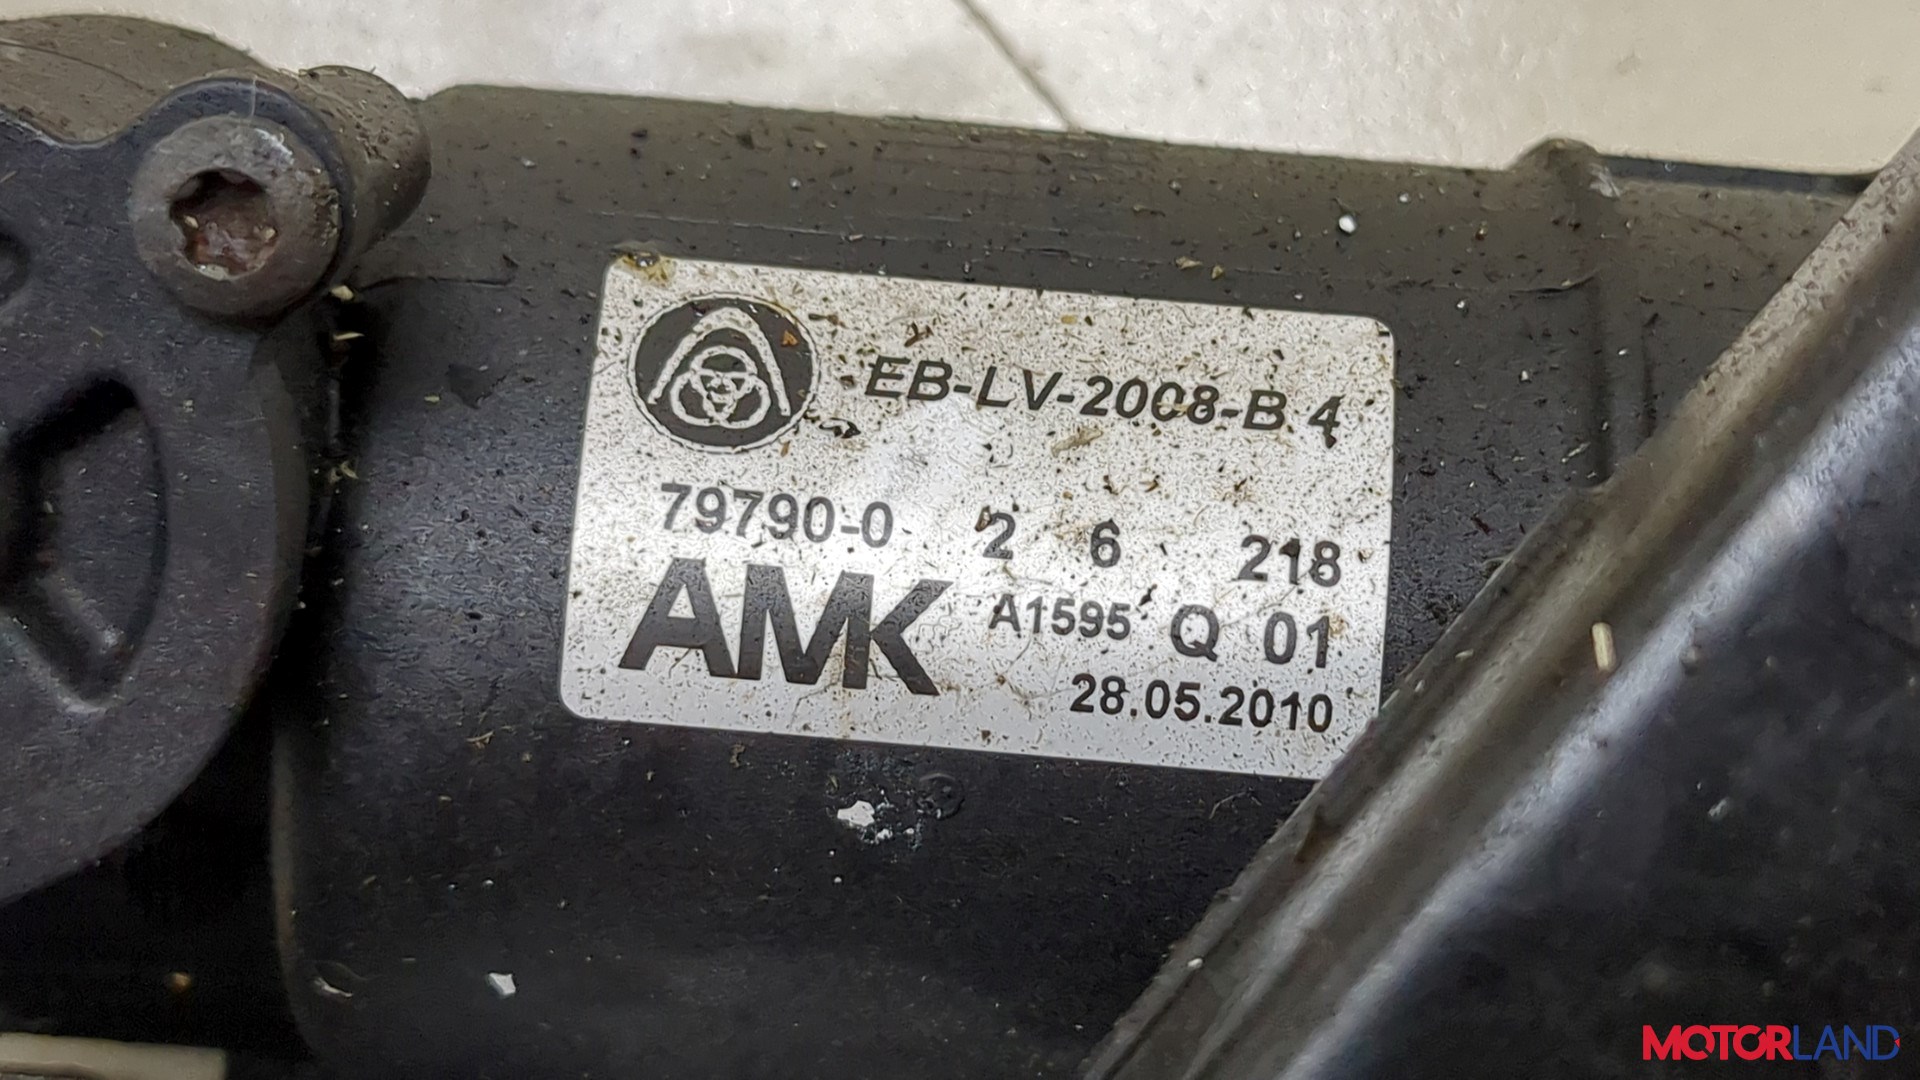 EB-LV-2008-B 4
79790-0 2 6 218
AMK A1595 Q 01
28.05.2010
MOTORLAND